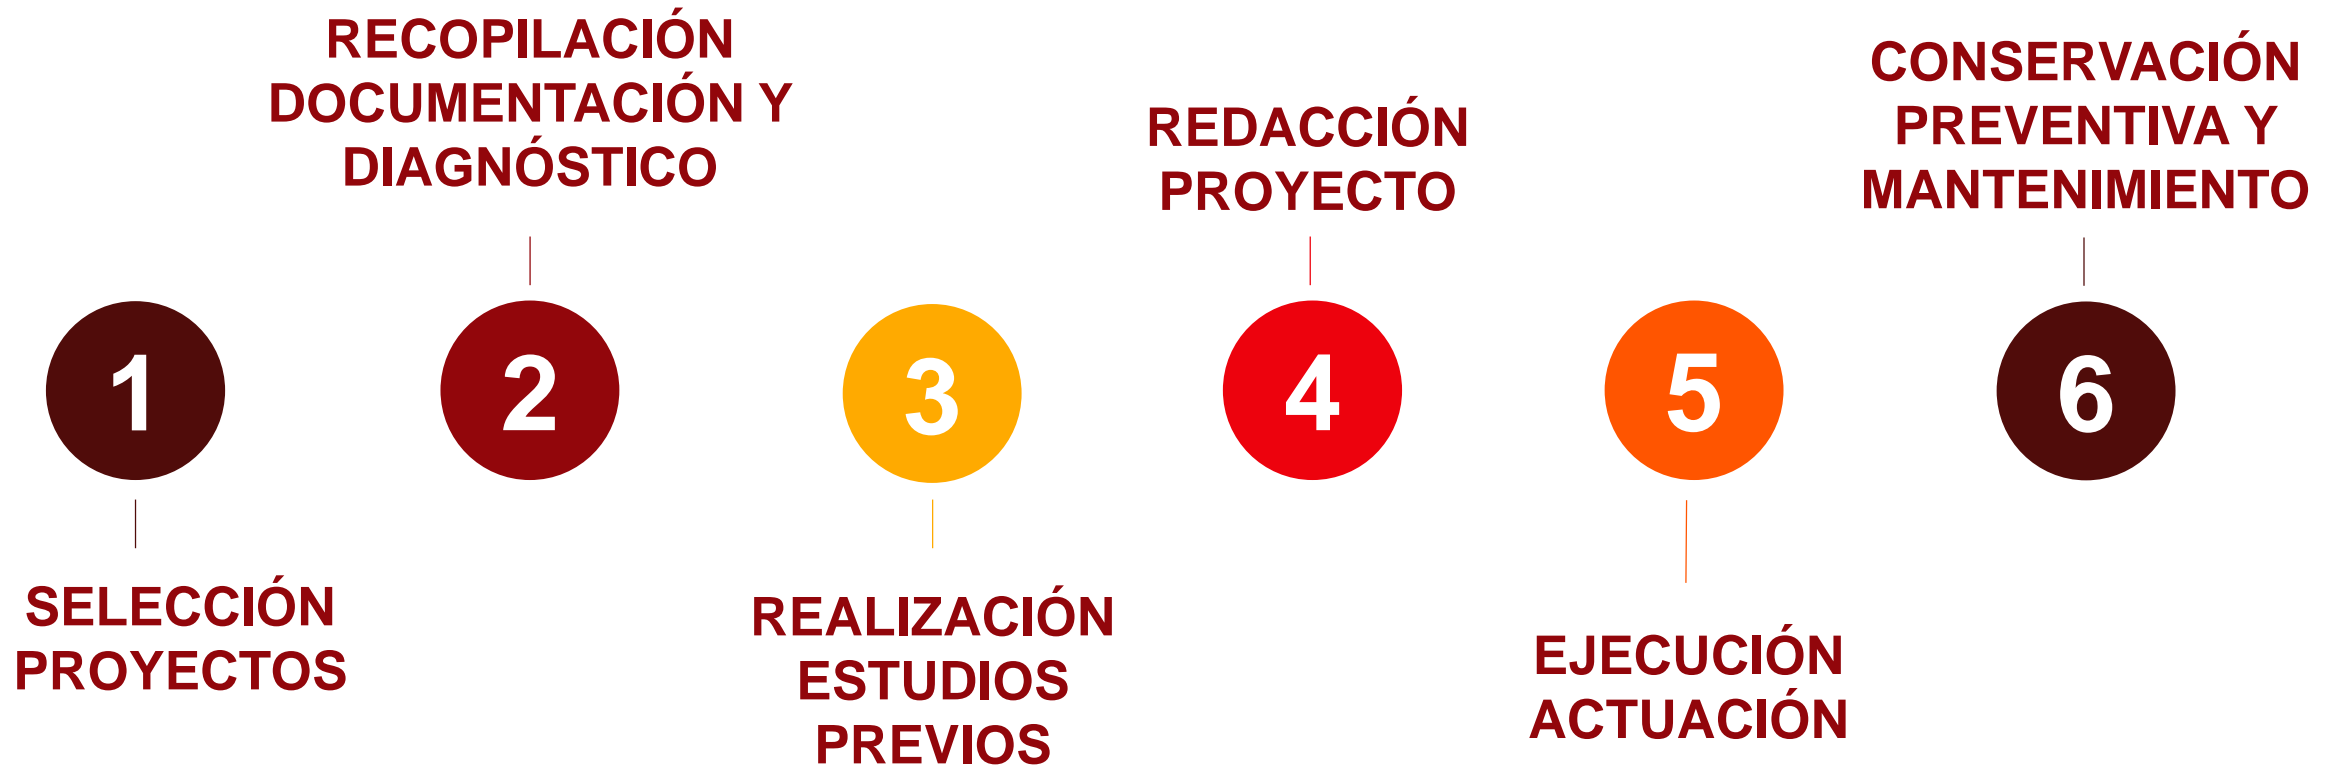 1
SELECCIÓN
PROYECTOS
RECOPILACIÓN
DOCUMENTACIÓN Y
DIAGNÓSTICO
2
3
REALIZACIÓN
ESTUDIOS
PREVIOS
REDACCIÓN
PROYECTO
4
5
EJECUCIÓN
ACTUACIÓN
CONSERVACIÓN
PREVENTIVA Y
MANTENIMIENTO
6